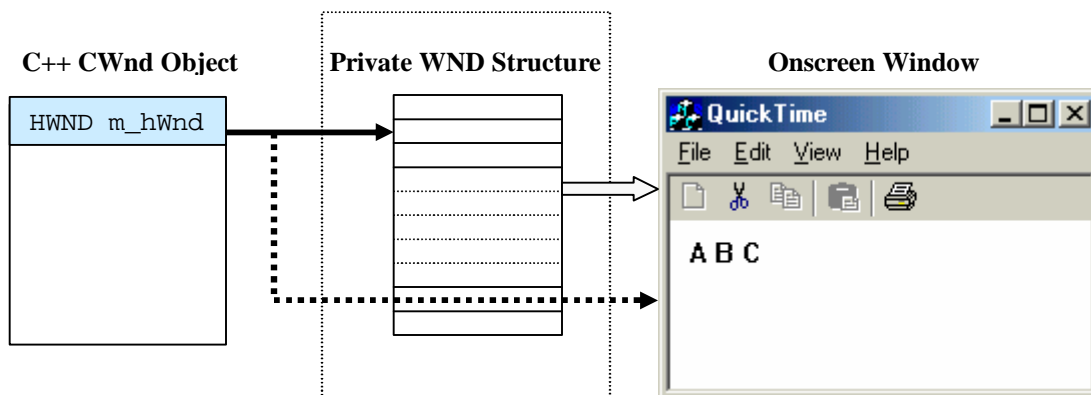 C++ CWnd Object
Private WND Structure
Onscreen Window
HWND m_hWnd
QuickTime
File Edit View Help
A B C